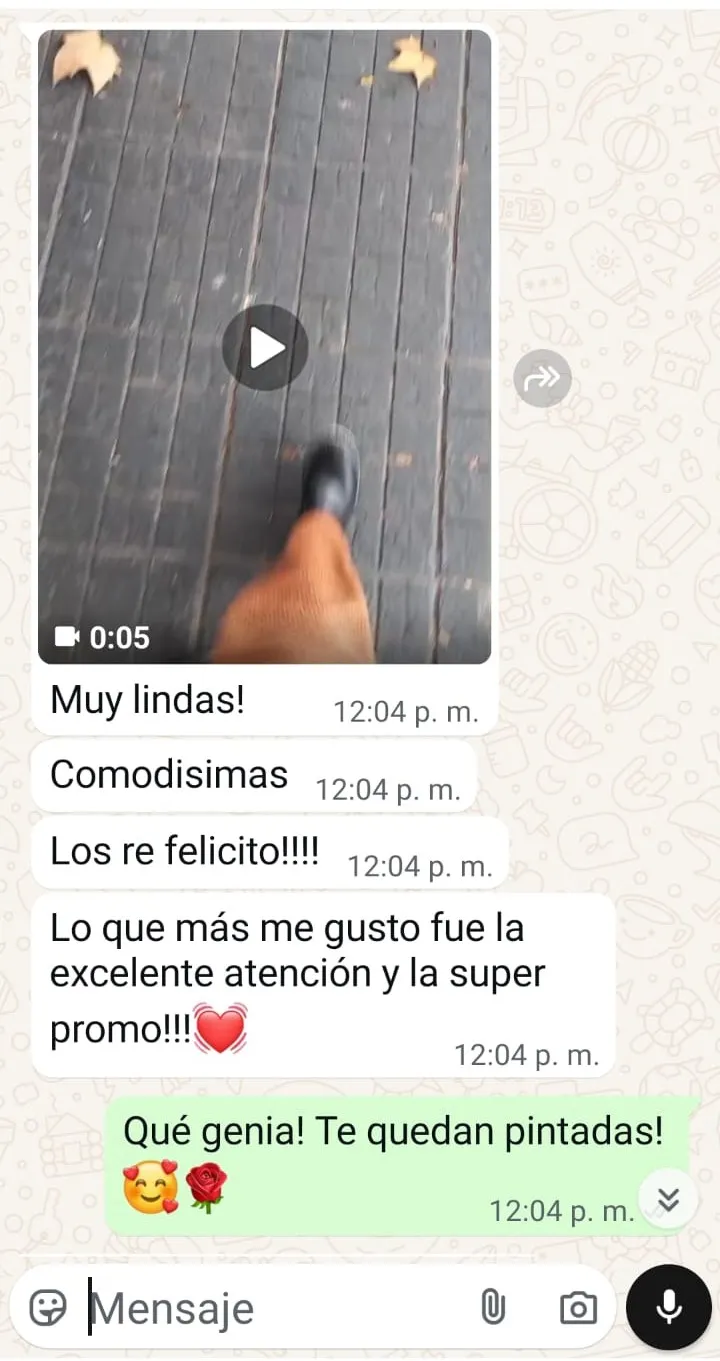 0:05
Muy lindas!
12:04 p. m.
Comodisimas
12:04 p. m.
Los re felicito!!!!
12:04 p. m.
Lo que más me gusto fue la
excelente atención y la super
promo!!!💓
12:04 p. m.
Qué genia! Te quedan pintadas!
🥰🌹
12:04 p. m.
Mensaje